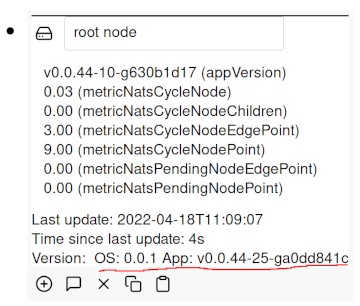 root node
v0.0.44-10-g630b1d17 (appVersion)
0.03 (metricNatsCycleNode)
0.00 (metricNatsCycleNodeChildren)
3.00 (metricNatsCycleNodeEdgePoint)
9.00 (metricNatsCycleNodePoint)
0.00 (metricNatsPendingNodeEdgePoint)
0.00 (metricNatsPendingNodePoint)
Last update: 2022-04-18T11:09:07
Time since last update: 4s
Version: OS: 0.0.1 App: v0.0.44-25-ga0dd841c